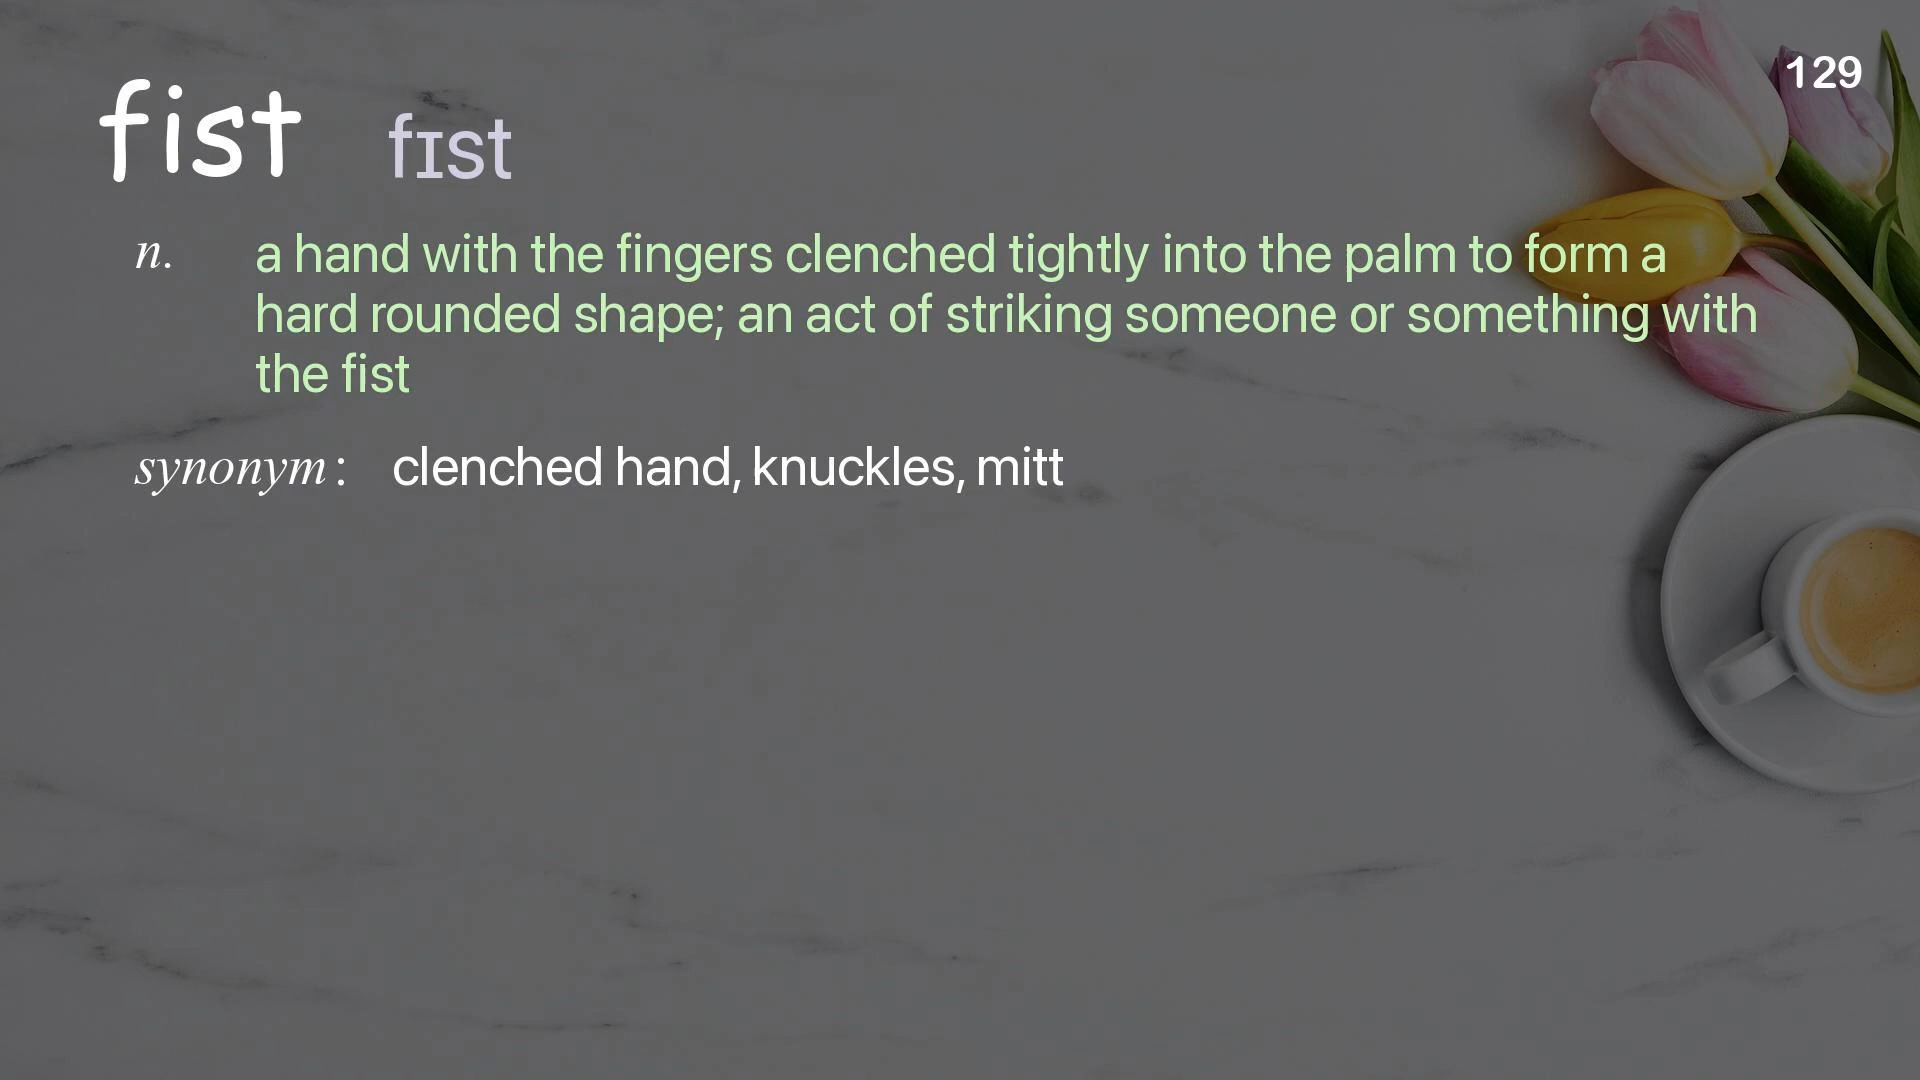 129
fist fɪst
n. a hand with the fingers clenched tightly into the palm to form a
hard rounded shape; an act of striking someone or something with
the fist
synonym: clenched hand, knuckles, mitt